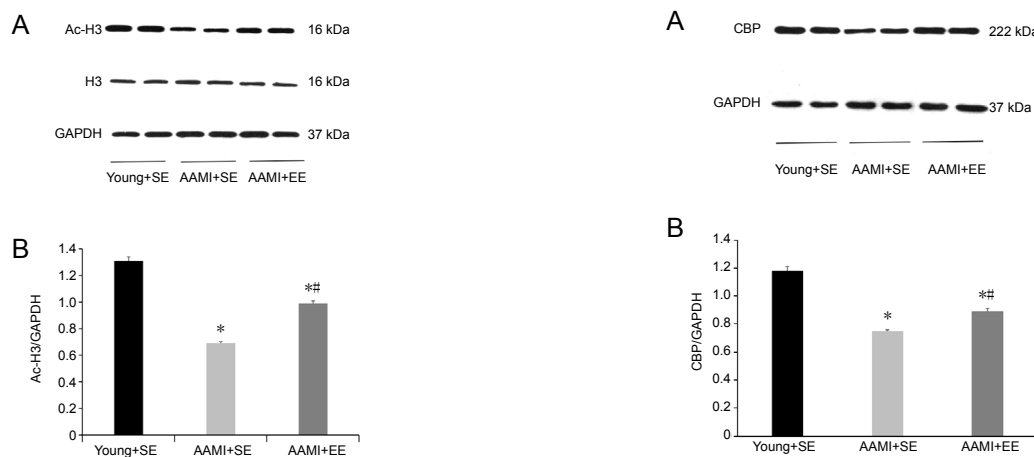 A
Ac-H3 16 kDa
H3 16 kDa
GAPDH 37 kDa
Young+SE AAMI+SE AAMI+EE
B
Ac-H3/GAPDH
1.4
1.2
1.0
0.8
0.6
0.4
0.2
0
*
*#
Young+SE AAMI+SE AAMI+EE
A
CBP 222 kDa
GAPDH 37 kDa
Young+SE AAMI+SE AAMI+EE
B
CBP/GAPDH
1.4
1.2
1.0
0.8
0.6
0.4
0.2
0
*
*#
Young+SE AAMI+SE AAMI+EE